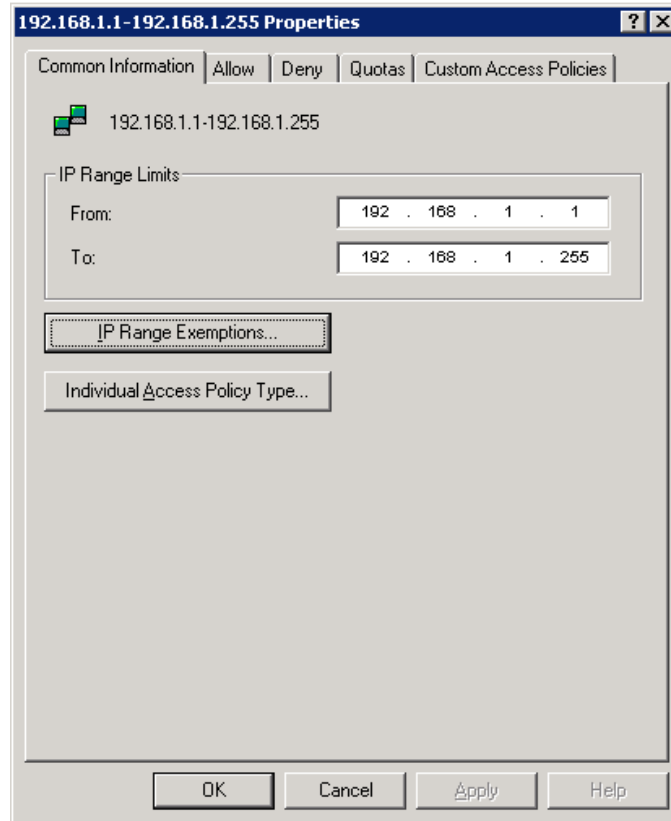 192.168.1.1-192.168.1.255 Properties
Common Information Allow Deny Quotas Custom Access Policies
192.168.1.1-192.168.1.255
IP Range Limits
From: 192 . 168 . 1 . 1
To: 192 . 168 . 1 . 255
IP Range Exemptions...
Individual Access Policy Type...
OK Cancel Apply Help